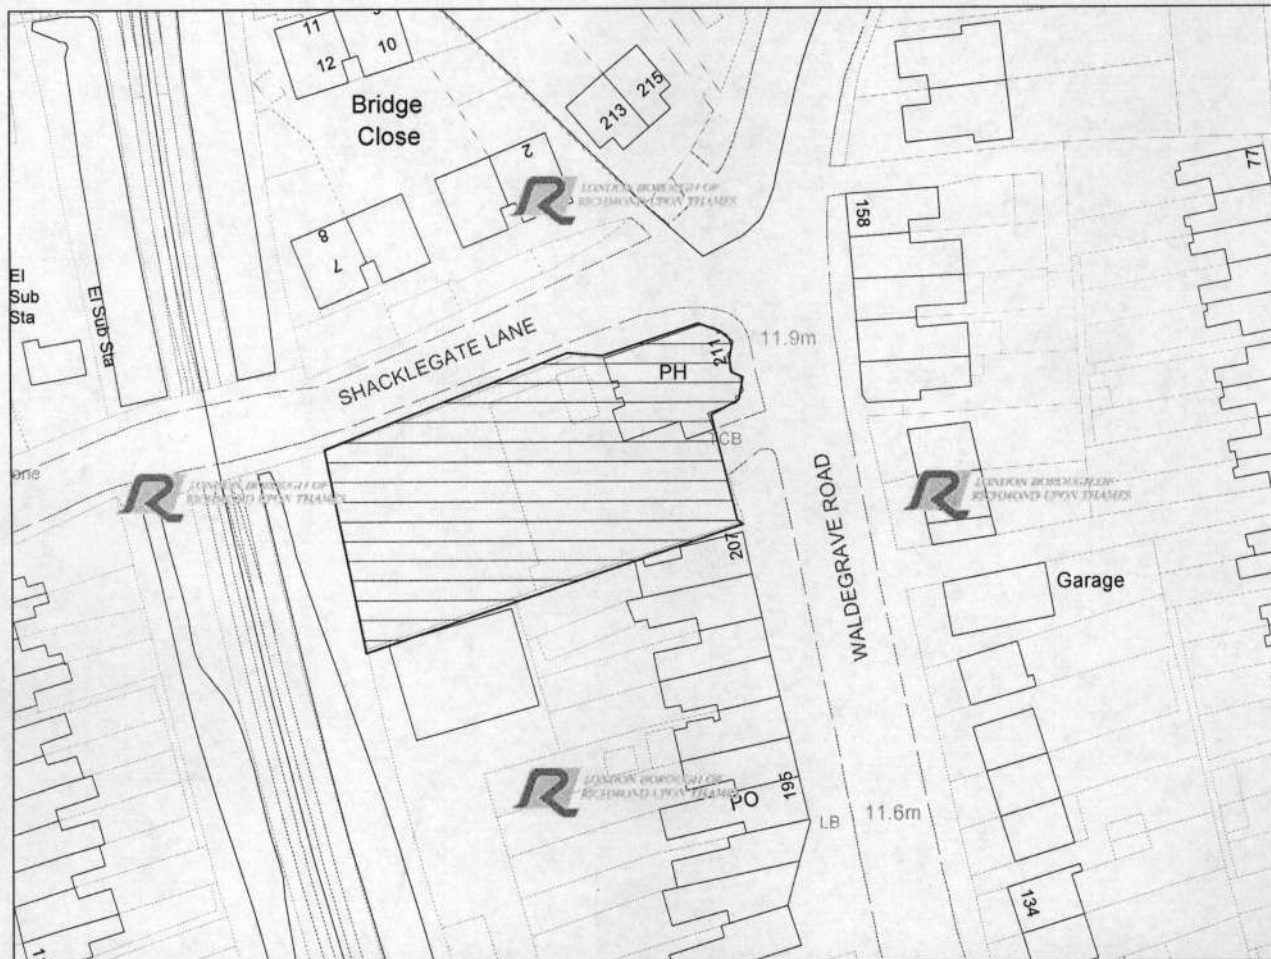 11
9
10
12
Bridge
Close
215
213
2
77
LONDON BOROUGH OF
RICHMOND UPON THAMES
158
8
7
El
Sub
Sta
El Sub Sta
SHACKLEGATE LANE
211
11.9m
PH
CB
LONDON BOROUGH OF
RICHMOND UPON THAMES
WALDEGRAVE ROAD
LONDON BOROUGH OF
RICHMOND UPON THAMES
207
Garage
LONDON BOROUGH OF
RICHMOND UPON THAMES
195
PO
LB
11.6m
134